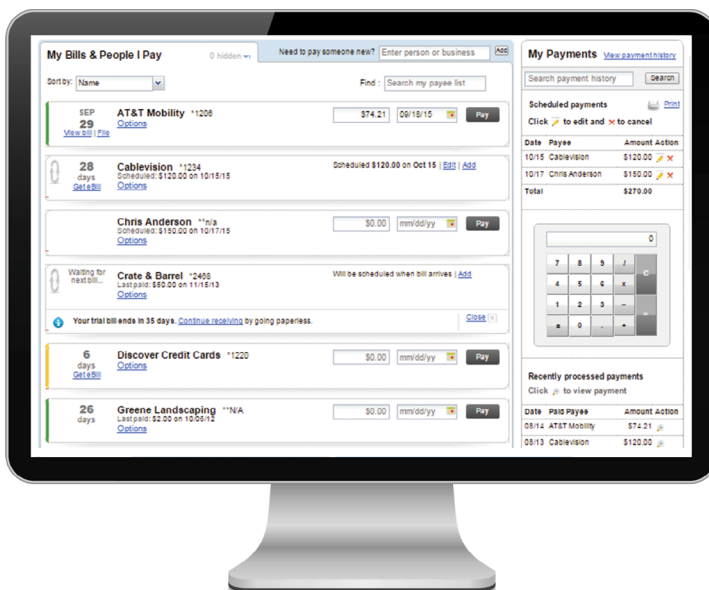 My Bills & People I Pay
0 hidden
Need to pay someone new?
Enter person or business
Add
Sort by: Name
Find : Search my payee list
SEP
29
View bill | File
AT&T Mobility *1206
Options
$74.21
09/18/15
Pay
28
days
Get eBill
Cablevision *1234
Scheduled: $120.00 on 10/15/15
Options
Scheduled $120.00 on Oct 15 | Edit | Add
Chris Anderson **n/a
Scheduled: $150.00 on 10/17/15
Options
$0.00
mm/dd/yy
Pay
Waiting for
next bill...
Crate & Barrel *2468
Last paid: $50.00 on 11/15/13
Options
Will be scheduled when bill arrives | Add
Your trial bill ends in 35 days. Continue receiving by going paperless.
Close
6
days
Get eBill
Discover Credit Cards *1220
Options
$0.00
mm/dd/yy
Pay
26
days
Greene Landscaping **N/A
Last paid: $2.00 on 10/06/12
Options
$0.00
mm/dd/yy
Pay
My Payments View payment history
Search payment history
Search
Scheduled payments
Print
Click to edit and × to cancel
Date Payee Amount Action
10/15 Cablevision $120.00 ×
10/17 Chris Anderson $150.00 ×
Total $270.00
0
7 8 9 / C
4 5 6 x
1 2 3 – =
± 0 . +
Recently processed payments
Click to view payment
Date Paid Payee Amount Action
08/14 AT&T Mobility $74.21
08/13 Cablevision $120.00